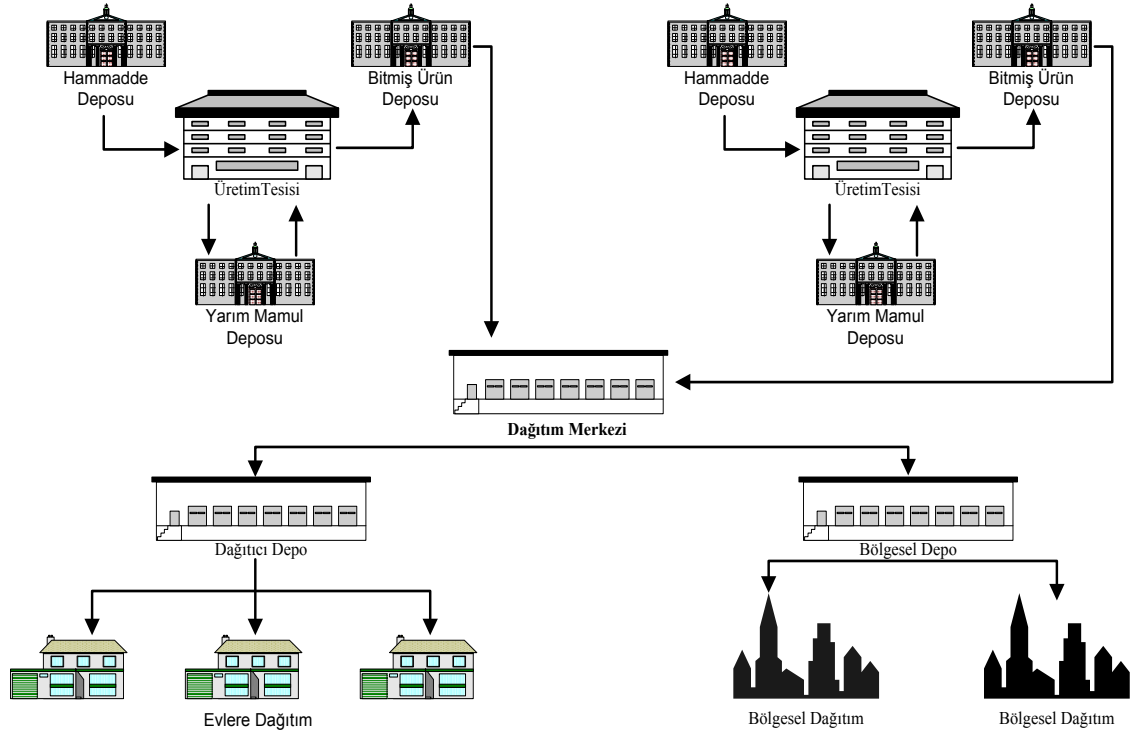 Hammadde
Deposu
Bitmiş Ürün
Deposu
Hammadde
Deposu
Bitmiş Ürün
Deposu
ÜretimTesisi
ÜretimTesisi
Yarım Mamul
Deposu
Yarım Mamul
Deposu
Dağıtım Merkezi
Dağıtıcı Depo
Bölgesel Depo
Evlere Dağıtım
Bölgesel Dağıtım
Bölgesel Dağıtım